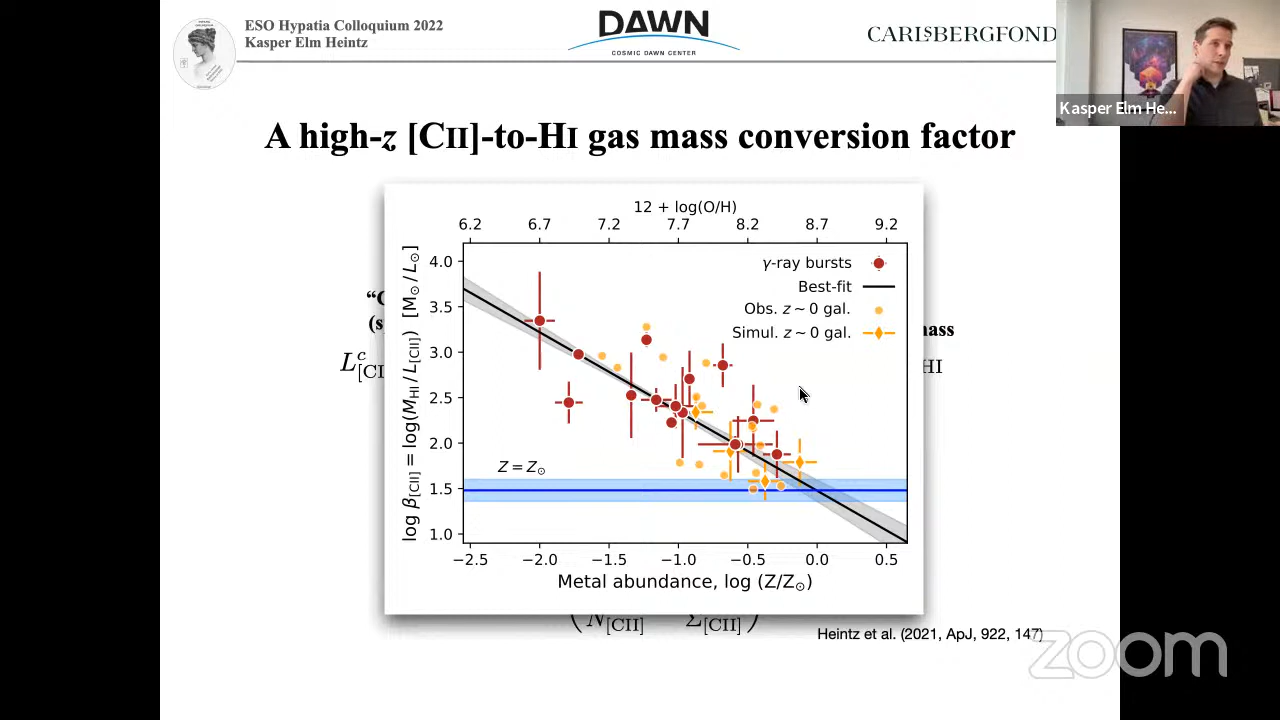 ESO Hypatia Colloquium 2022
Kasper Elm Heintz
DAWN
COSMIC DAWN CENTER
CARLSBERGFOND
Kasper Elm He...
A high-z [CII]-to-HI gas mass conversion factor
12 + log(O/H)
6.2 6.7 7.2 7.7 8.2 8.7 9.2
4.0
3.5
3.0
2.5
2.0
1.5
1.0
log β[CII] = log(MHI / L[CII]) [M⊙ / L⊙]
γ-ray bursts
Best-fit
Obs. z ~ 0 gal.
Simul. z ~ 0 gal.
Z = Z⊙
−2.5 −2.0 −1.5 −1.0 −0.5 0.0 0.5
Metal abundance, log (Z/Z⊙)
“
(s
mass
HI
N[CII] Σ[CII]
Heintz et al. (2021, ApJ, 922, 147)
zoom